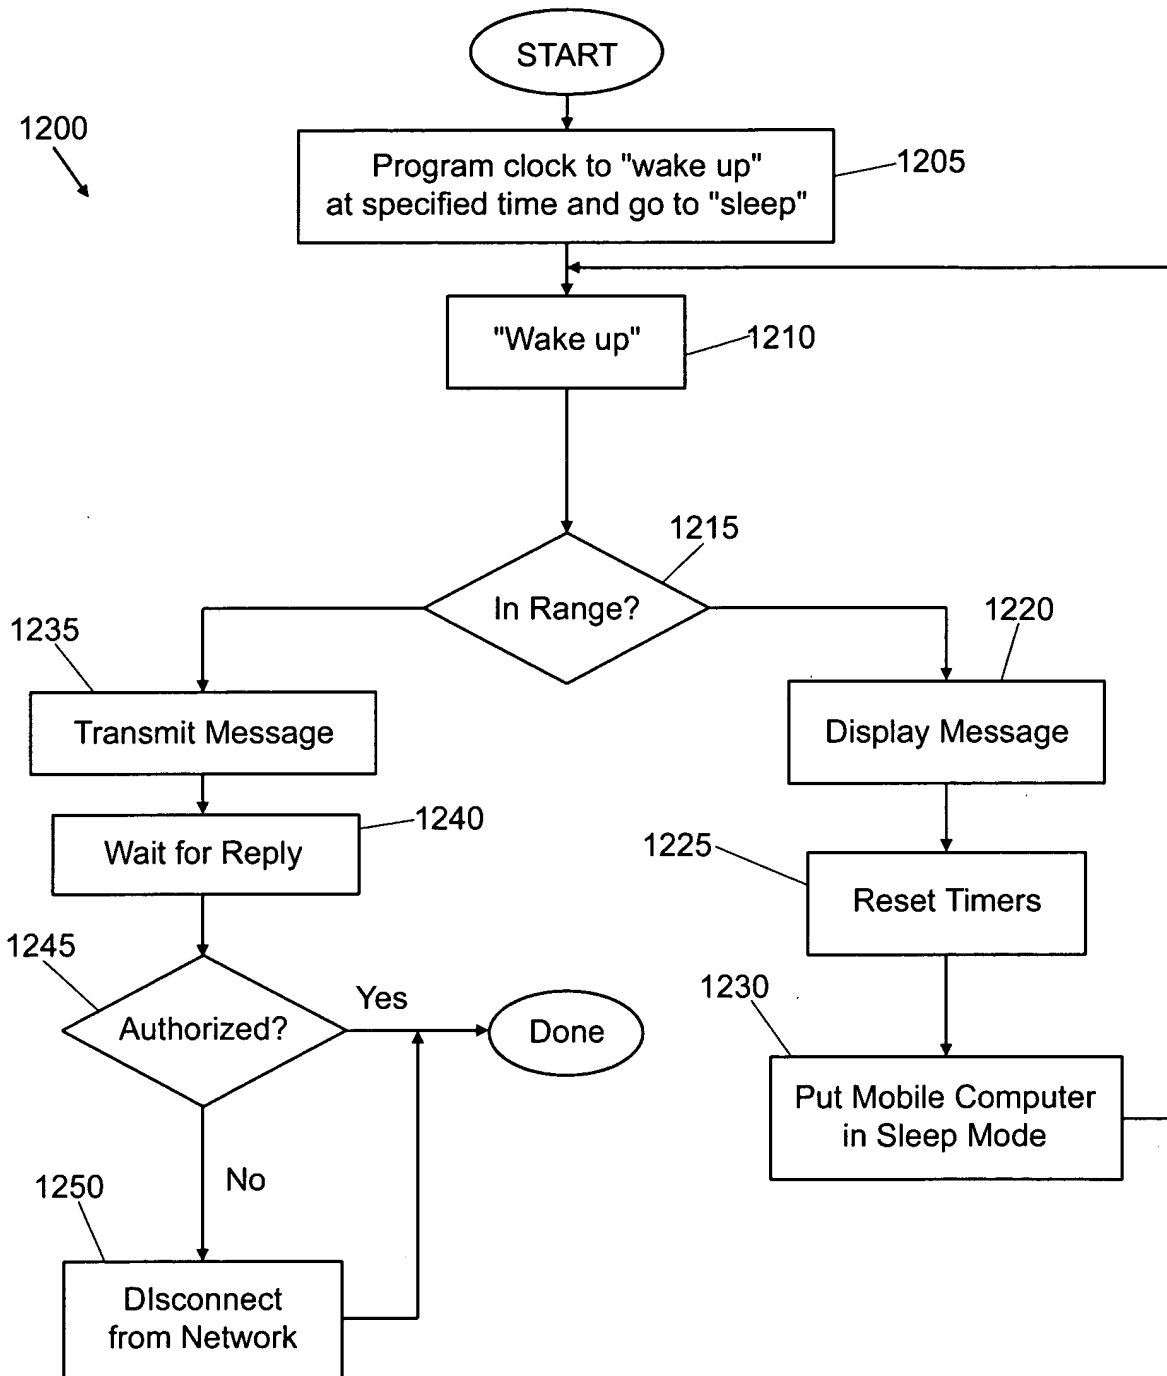 START
1200
Program clock to "wake up"
at specified time and go to "sleep"
1205
"Wake up"
1210
1215
In Range?
1235
1220
Transmit Message
Display Message
1240
Wait for Reply
1225
Reset Timers
1245
Authorized?
Yes
Done
1230
Put Mobile Computer
in Sleep Mode
No
1250
DIsconnect
from Network